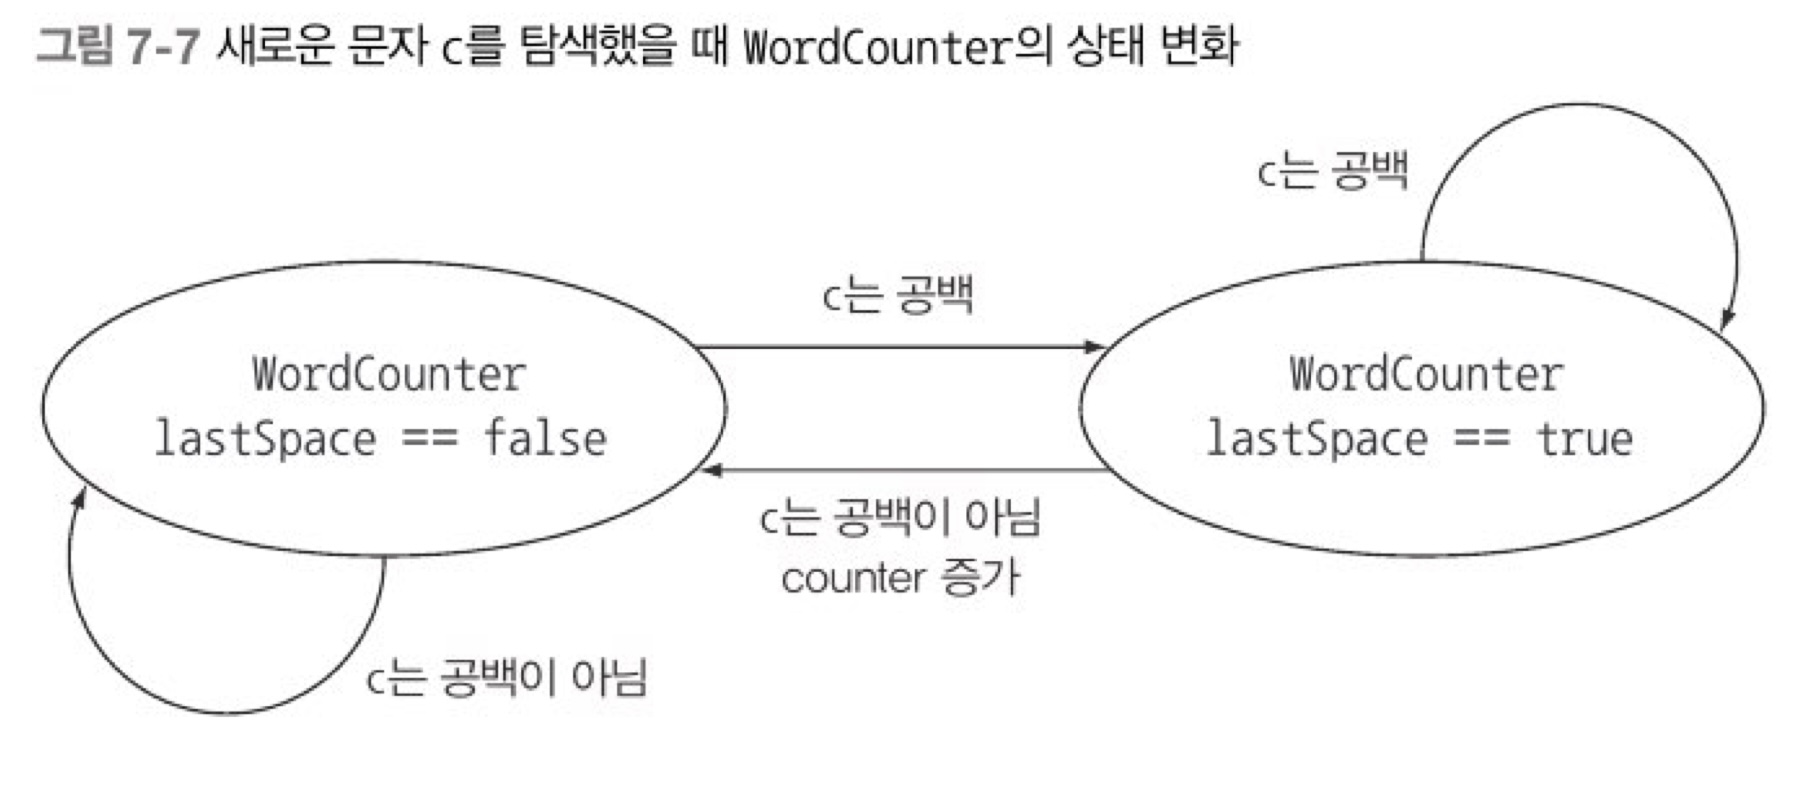 그림 7-7 새로운 문자 c를 탐색했을 때 WordCounter의 상태 변화
c는 공백
c는 공백
WordCounter
lastSpace == false
WordCounter
lastSpace == true
c는 공백이 아님
counter 증가
c는 공백이 아님